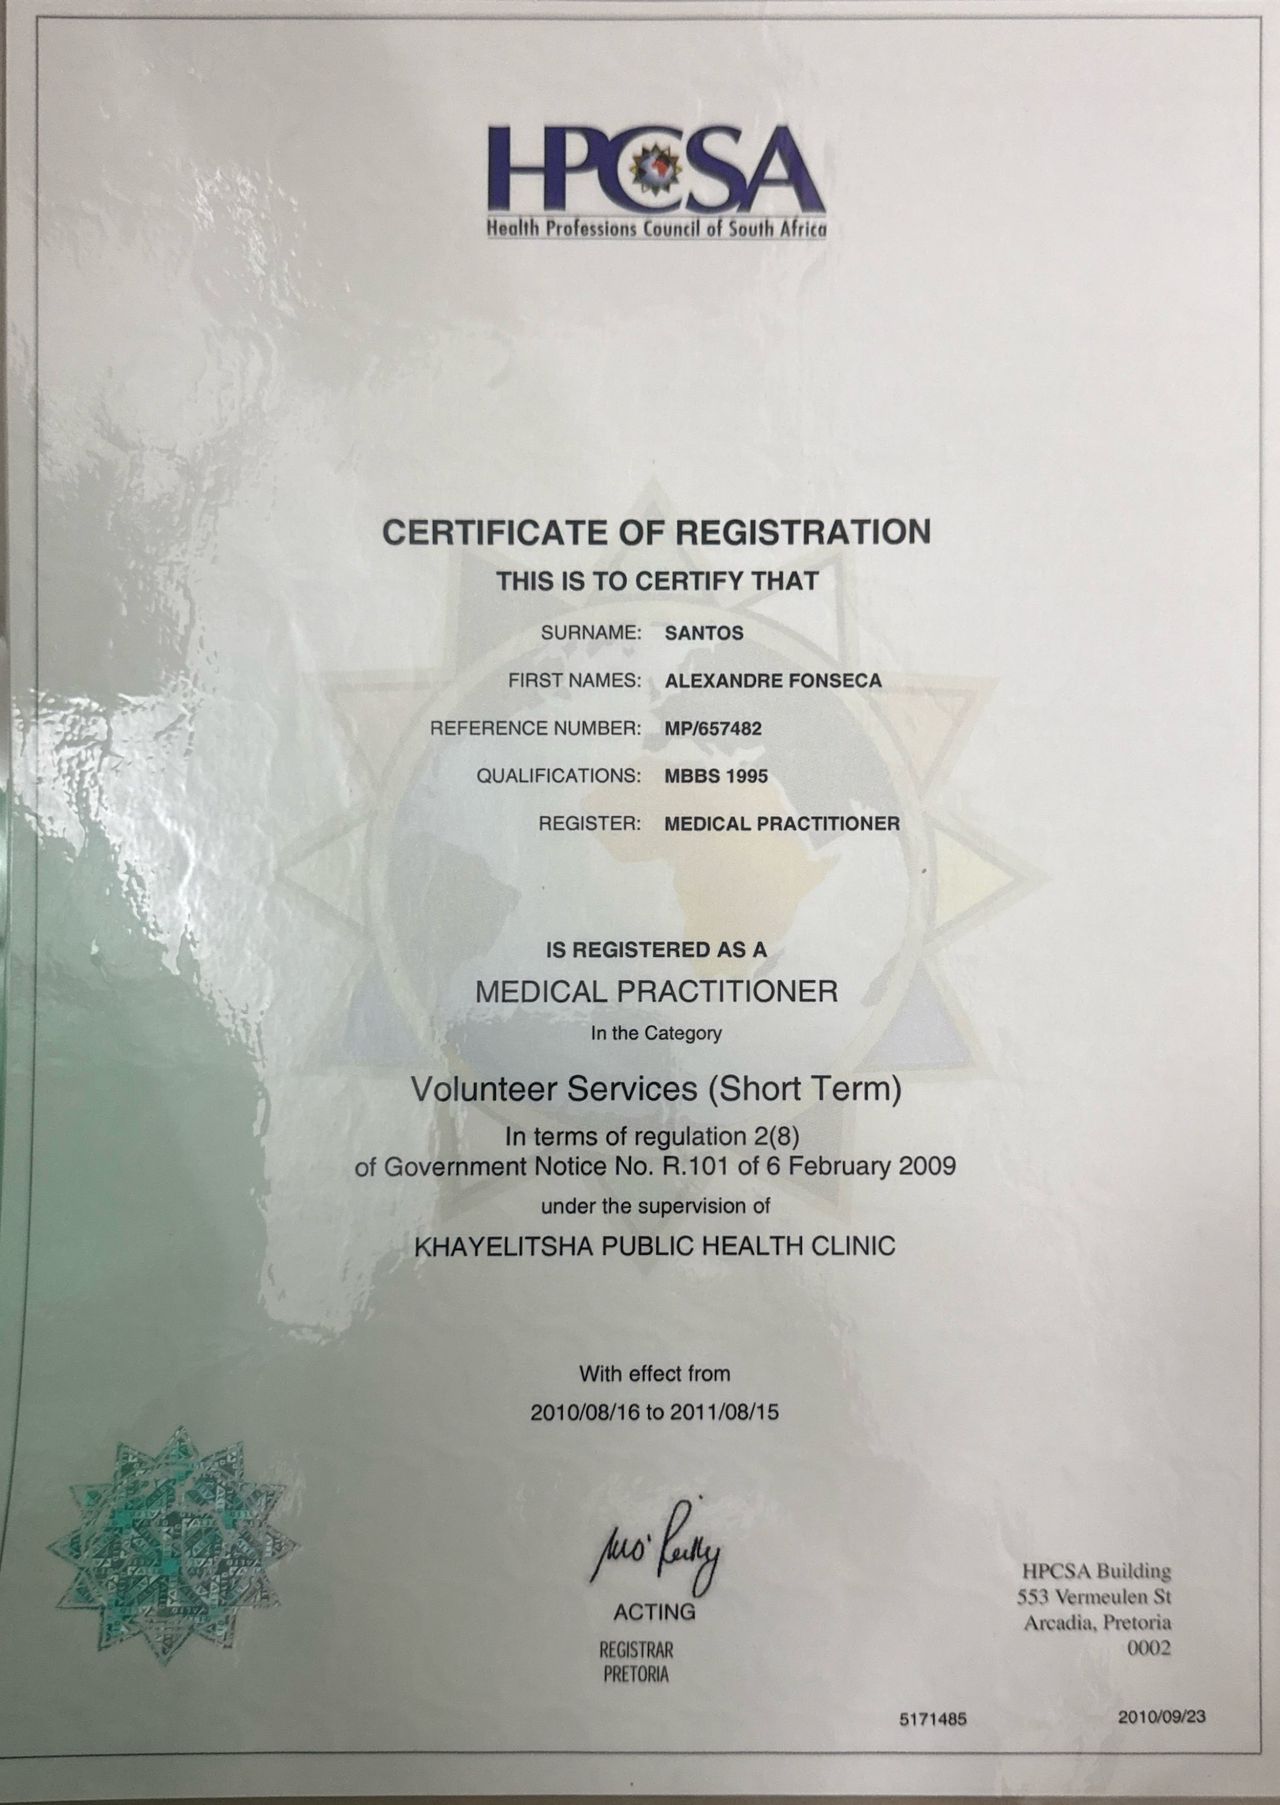 HPCSA
Health Professions Council of South Africa
CERTIFICATE OF REGISTRATION
THIS IS TO CERTIFY THAT
SURNAME: SANTOS
FIRST NAMES: ALEXANDRE FONSECA
REFERENCE NUMBER: MP/657482
QUALIFICATIONS: MBBS 1995
REGISTER: MEDICAL PRACTITIONER
IS REGISTERED AS A
MEDICAL PRACTITIONER
In the Category
Volunteer Services (Short Term)
In terms of regulation 2(8)
of Government Notice No. R.101 of 6 February 2009
under the supervision of
KHAYELITSHA PUBLIC HEALTH CLINIC
With effect from
2010/08/16 to 2011/08/15
ACTING
REGISTRAR
PRETORIA
HPCSA Building
553 Vermeulen St
Arcadia, Pretoria
0002
5171485 2010/09/23